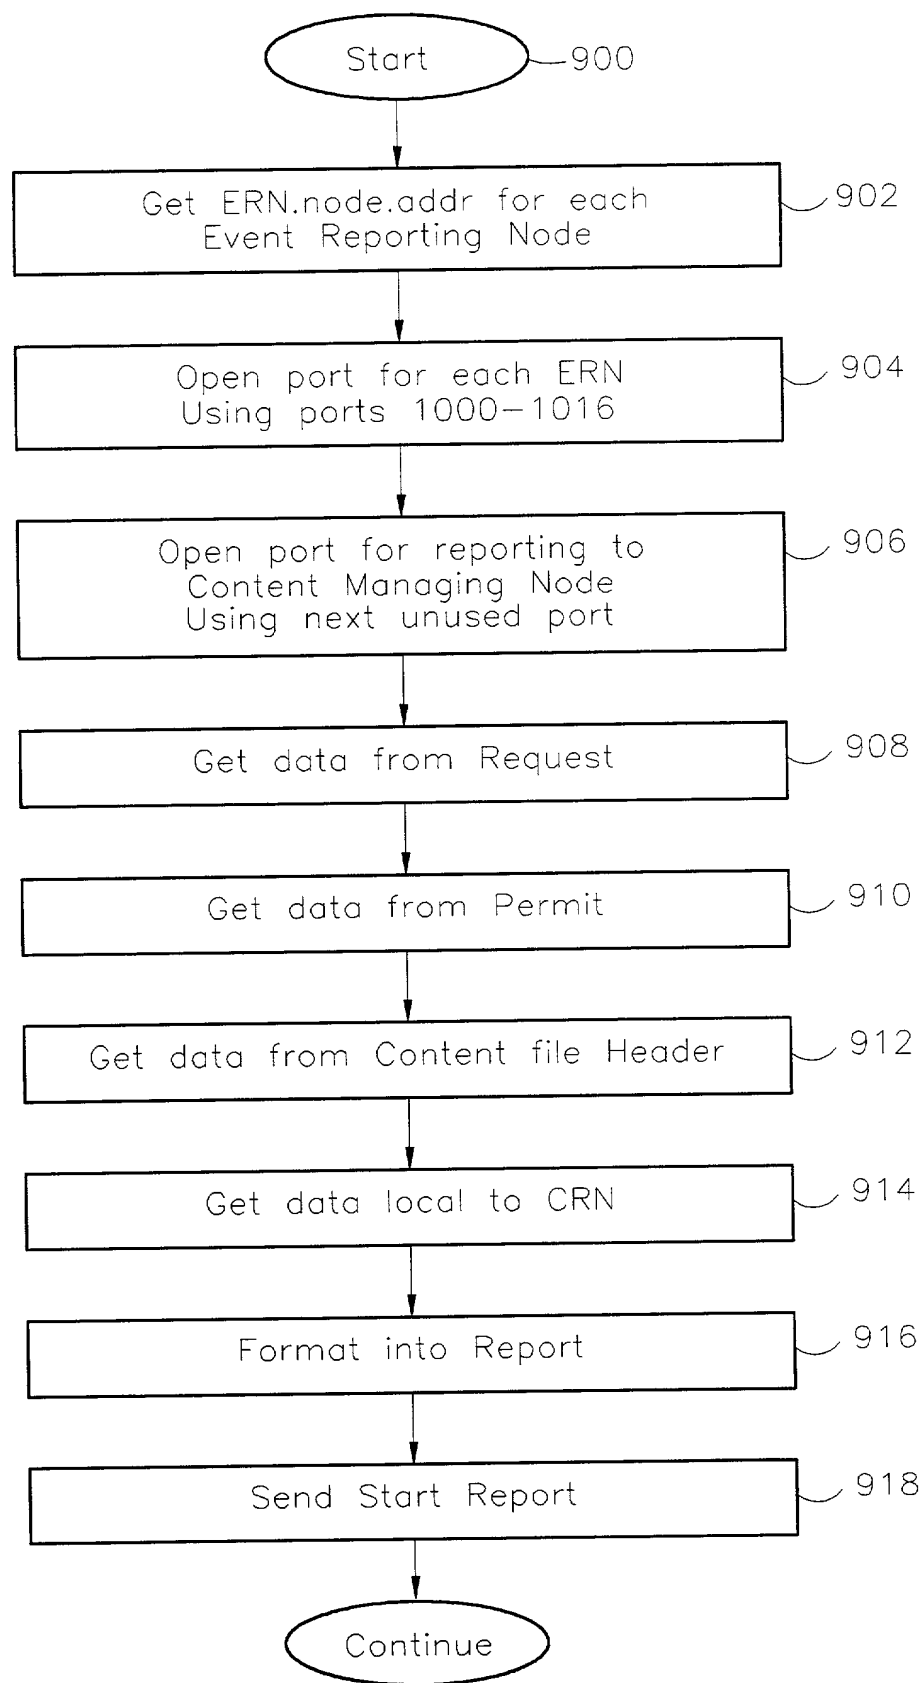 Start
900
Get ERN.node.addr for each
Event Reporting Node
902
Open port for each ERN
Using ports 1000-1016
904
Open port for reporting to
Content Managing Node
Using next unused port
906
Get data from Request
908
Get data from Permit
910
Get data from Content file Header
912
Get data local to CRN
914
Format into Report
916
Send Start Report
918
Continue